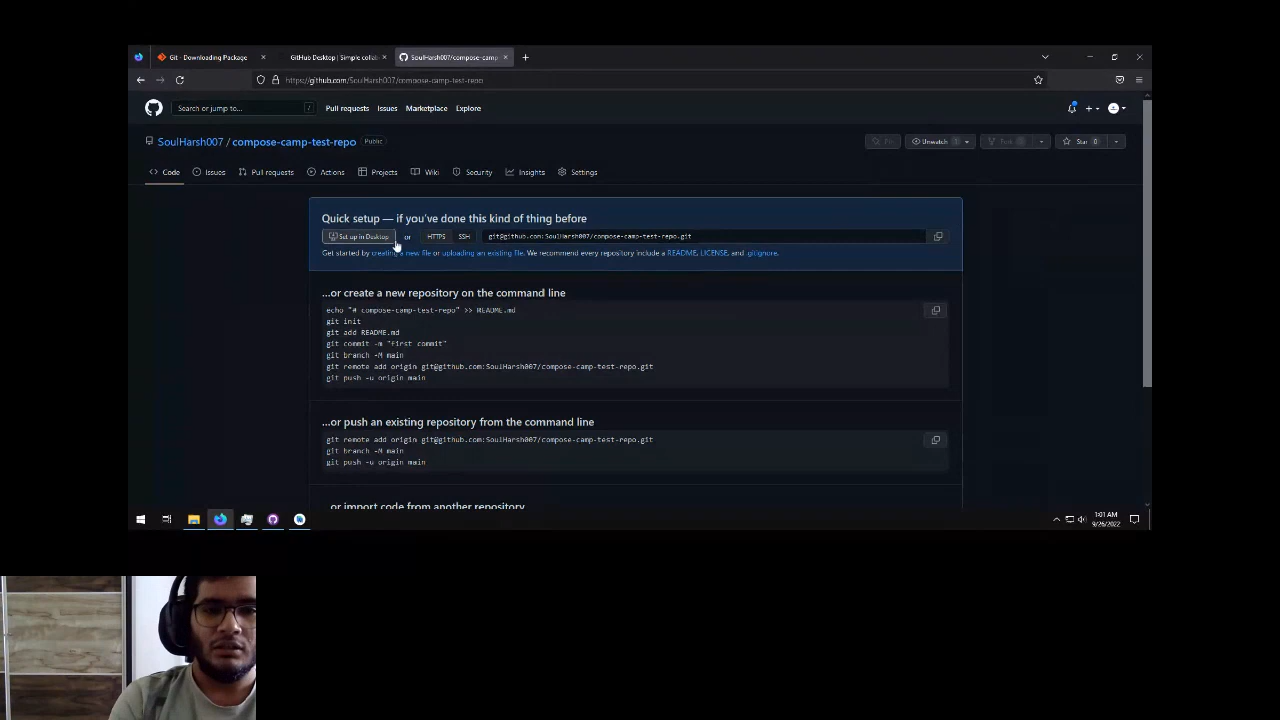 Git - Downloading Package
GitHub Desktop | Simple collab
SoulHarsh007/compose-camp-
https://github.com/SoulHarsh007/compose-camp-test-repo
Search or jump to...
/
Pull requests
Issues
Marketplace
Explore
SoulHarsh007 / compose-camp-test-repo
Public
Pin
Unwatch 1
Fork
Star 0
Code
Issues
Pull requests
Actions
Projects
Wiki
Security
Insights
Settings
Quick setup — if you've done this kind of thing before
Set up in Desktop
or
HTTPS
SSH
git@github.com:SoulHarsh007/compose-camp-test-repo.git
Get started by creating a new file or uploading an existing file. We recommend every repository include a README, LICENSE, and .gitignore.
...or create a new repository on the command line
echo "# compose-camp-test-repo" >> README.md
git init
git add README.md
git commit -m "first commit"
git branch -M main
git remote add origin git@github.com:SoulHarsh007/compose-camp-test-repo.git
git push -u origin main
...or push an existing repository from the command line
git remote add origin git@github.com:SoulHarsh007/compose-camp-test-repo.git
git branch -M main
git push -u origin main
...or import code from another repository
1:01 AM
9/26/2022